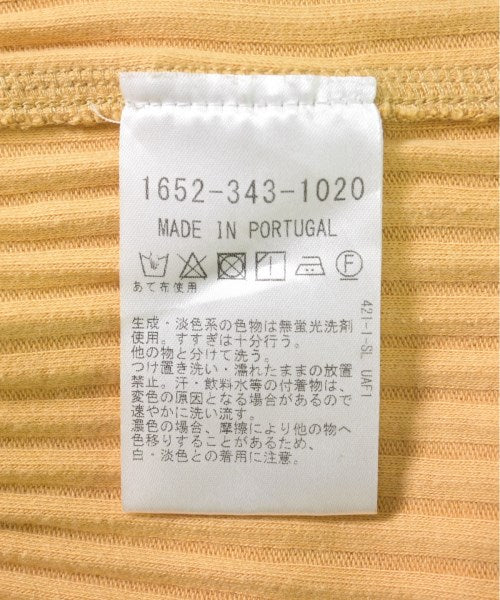 1652-343-1020
MADE IN PORTUGAL
あて布使用
生成・淡色系の色物は無蛍光洗剤
使用。すすぎは十分行う。
他の物と分けて洗う。
つけ置き洗い・濡れたままの放置
禁止。汗・飲料水等の付着物は、
変色の原因となる場合があるので
速やかに洗い流す。
濃色の場合、摩擦により他の物へ
色移りすることがあるため、
白・淡色との着用に注意。
421-T-SL UAF1